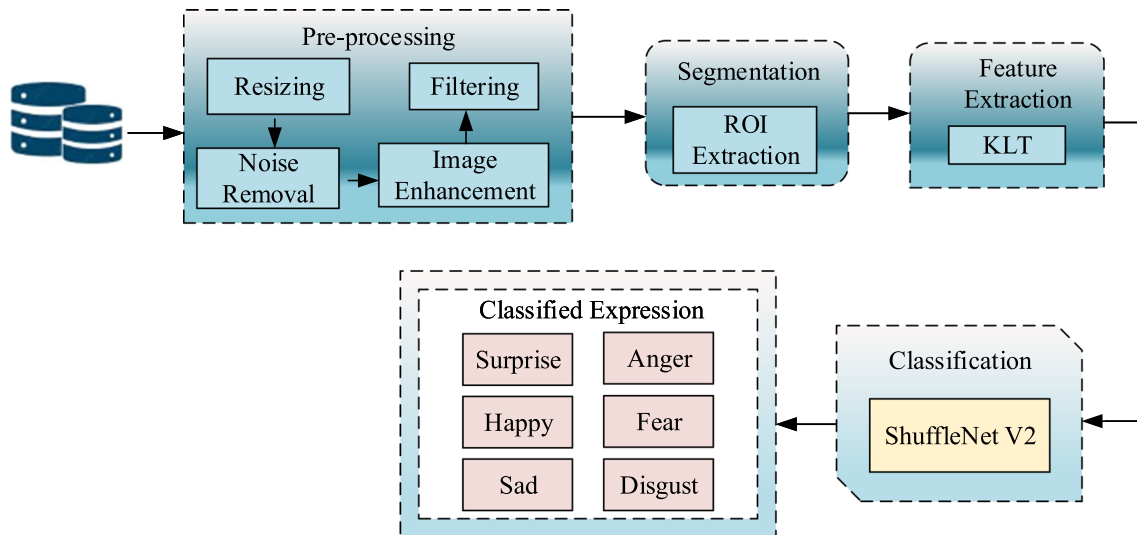 Pre-processing
Resizing
Filtering
Noise
Removal
Image
Enhancement
Segmentation
ROI
Extraction
Feature
Extraction
KLT
Classified Expression
Surprise
Anger
Happy
Fear
Sad
Disgust
Classification
ShuffleNet V2